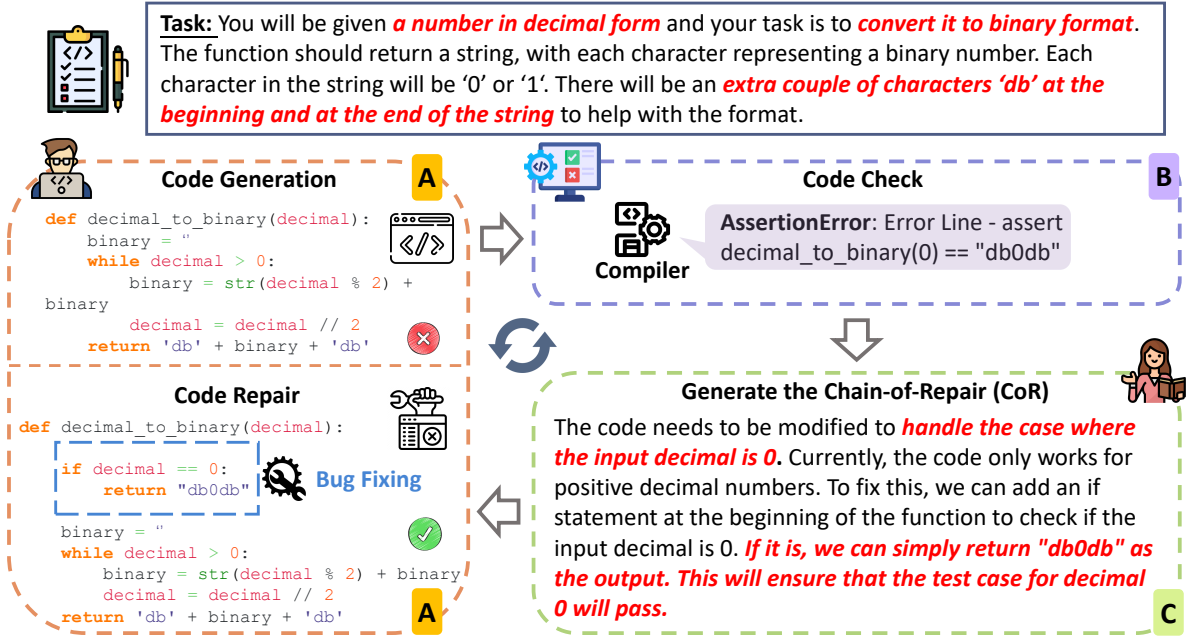 Task: You will be given a number in decimal form and your task is to convert it to binary format.
The function should return a string, with each character representing a binary number. Each
character in the string will be ‘0’ or ‘1‘. There will be an extra couple of characters ‘db’ at the
beginning and at the end of the string to help with the format.
Code Generation
A
def decimal_to_binary(decimal):
binary = ''
while decimal > 0:
binary = str(decimal % 2) +
binary
decimal = decimal // 2
return 'db' + binary + 'db'
Code Check
B
Compiler
AssertionError: Error Line - assert
decimal_to_binary(0) == "db0db"
Code Repair
def decimal_to_binary(decimal):
if decimal == 0:
return "db0db"
Bug Fixing
binary = ''
while decimal > 0:
binary = str(decimal % 2) + binary
decimal = decimal // 2
return 'db' + binary + 'db'
A
Generate the Chain-of-Repair (CoR)
The code needs to be modified to handle the case where
the input decimal is 0. Currently, the code only works for
positive decimal numbers. To fix this, we can add an if
statement at the beginning of the function to check if the
input decimal is 0. If it is, we can simply return "db0db" as
the output. This will ensure that the test case for decimal
0 will pass.
C